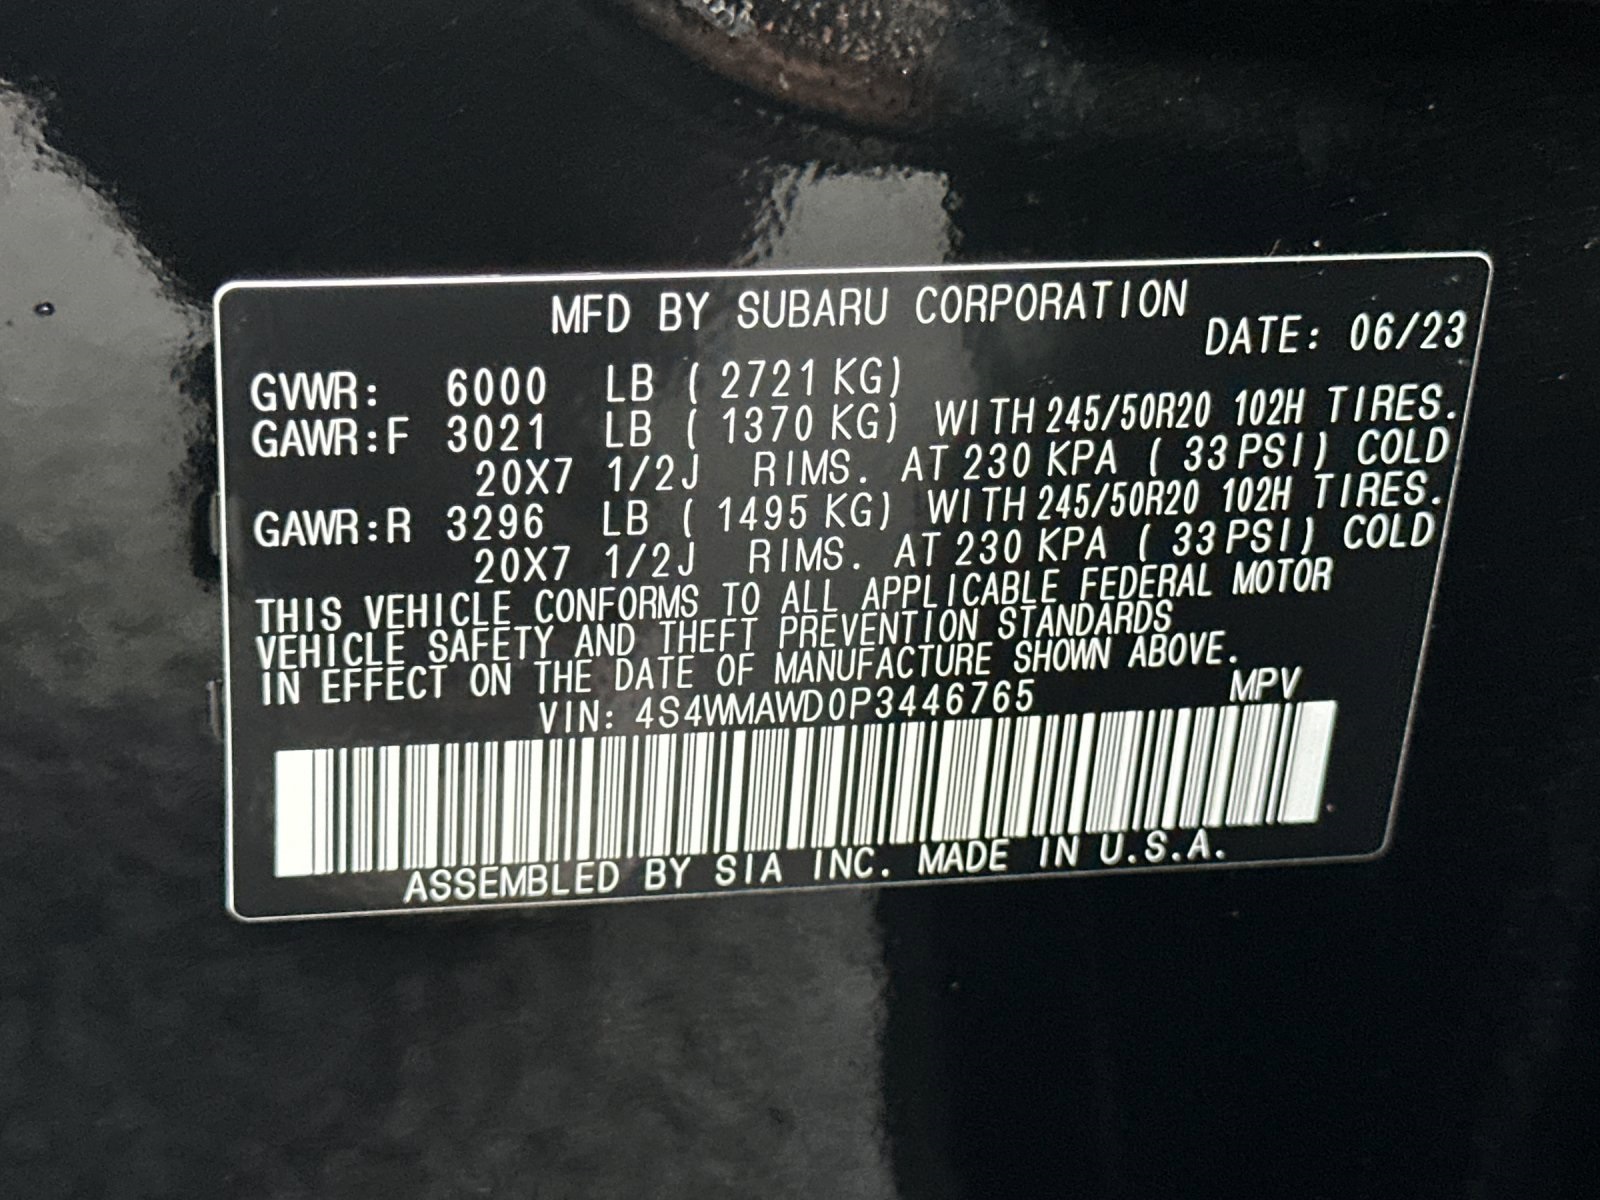 MFD BY SUBARU CORPORATION
DATE: 06/23
GVWR: 6000 LB ( 2721 KG)
GAWR:F 3021 LB ( 1370 KG) WITH 245/50R20 102H TIRES.
20X7 1/2J RIMS. AT 230 KPA ( 33 PSI) COLD
GAWR:R 3296 LB ( 1495 KG) WITH 245/50R20 102H TIRES.
20X7 1/2J RIMS. AT 230 KPA ( 33 PSI) COLD
THIS VEHICLE CONFORMS TO ALL APPLICABLE FEDERAL MOTOR
VEHICLE SAFETY AND THEFT PREVENTION STANDARDS
IN EFFECT ON THE DATE OF MANUFACTURE SHOWN ABOVE.
VIN: 4S4WMAWD0P3446765 MPV
ASSEMBLED BY SIA INC. MADE IN U.S.A.